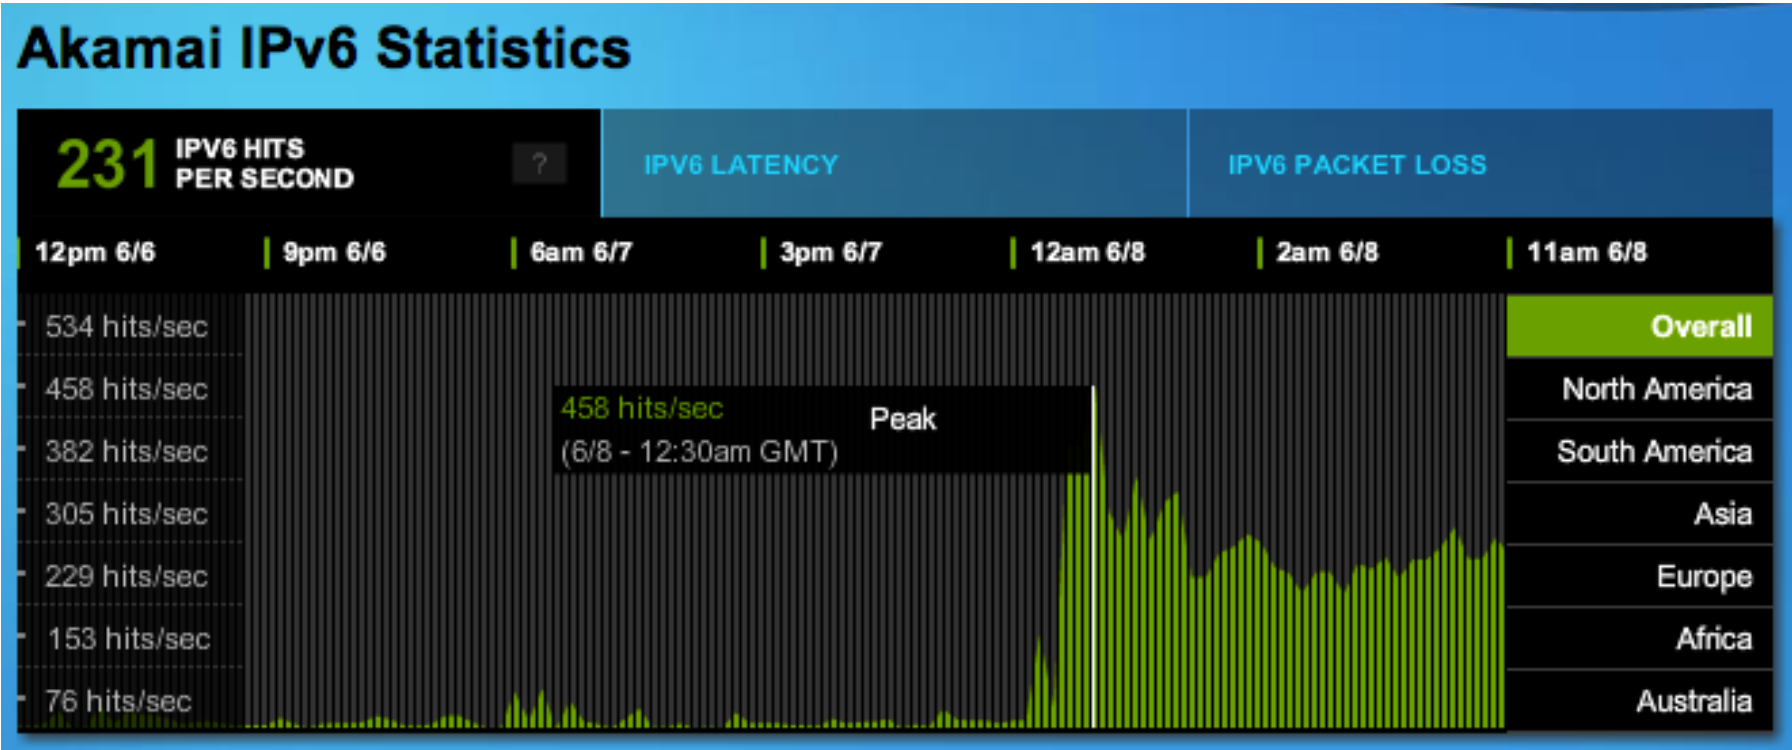 Akamai IPv6 Statistics
231 IPV6 HITS PER SECOND
?
IPV6 LATENCY
IPV6 PACKET LOSS
12pm 6/6
9pm 6/6
6am 6/7
3pm 6/7
12am 6/8
2am 6/8
11am 6/8
534 hits/sec
458 hits/sec
382 hits/sec
305 hits/sec
229 hits/sec
153 hits/sec
76 hits/sec
458 hits/sec
Peak
(6/8 - 12:30am GMT)
Overall
North America
South America
Asia
Europe
Africa
Australia